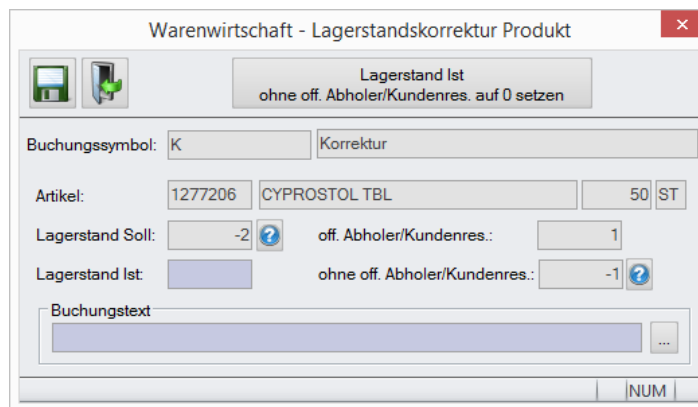 Warenwirtschaft - Lagerstandskorrektur Produkt
Lagerstand Ist
ohne off. Abholer/Kundenres. auf 0 setzen
Buchungssymbol: K Korrektur
Artikel: 1277206 CYPROSTOL TBL 50 ST
Lagerstand Soll: -2 off. Abholer/Kundenres.: 1
Lagerstand Ist: ohne off. Abholer/Kundenres.: -1
Buchungstext
...
NUM